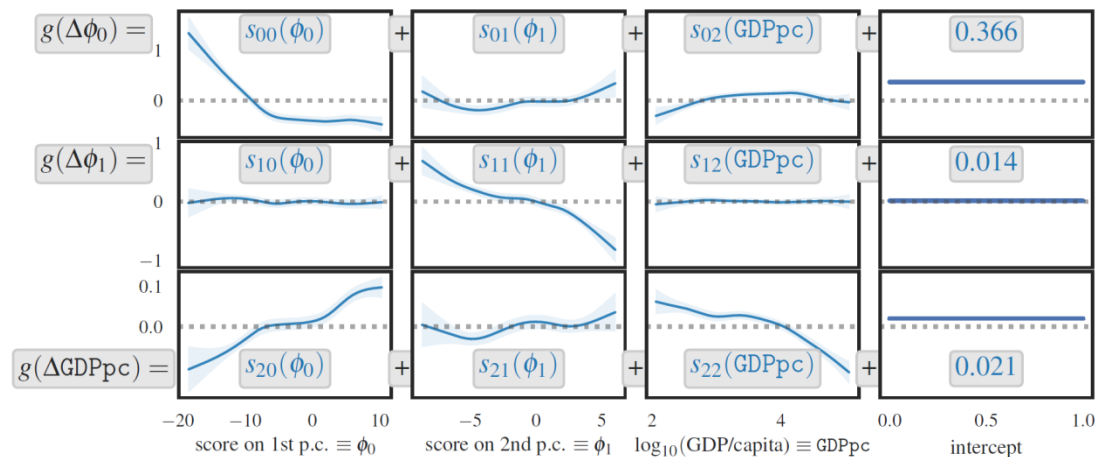 g(Δϕ₀) = s₀₀(ϕ₀) + s₀₁(ϕ₁) + s₀₂(GDPpc) + 0.366
1
0
g(Δϕ₁) = s₁₀(ϕ₀) + s₁₁(ϕ₁) + s₁₂(GDPpc) + 0.014
1
0
−1
0.1
0.0
g(ΔGDPpc) = s₂₀(ϕ₀) + s₂₁(ϕ₁) + s₂₂(GDPpc) + 0.021
−20 −10 0 10 −5 0 5 2 4 0.0 0.5 1.0
score on 1st p.c. ≡ ϕ₀ score on 2nd p.c. ≡ ϕ₁ log₁₀(GDP/capita) ≡ GDPpc intercept